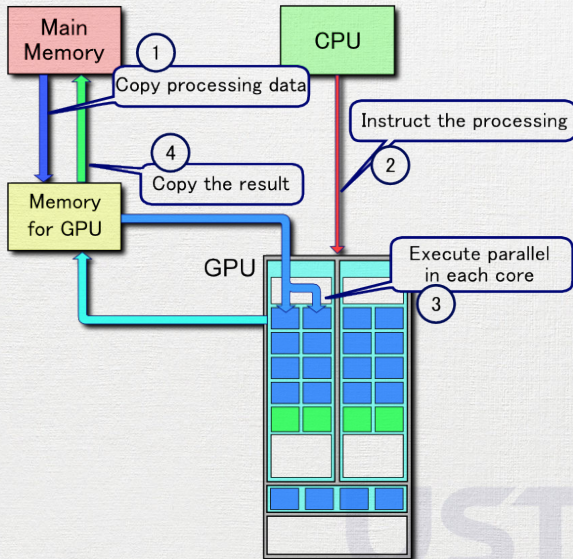 Main
Memory
CPU
1
Copy processing data
Instruct the processing
2
4
Copy the result
Memory
for GPU
GPU
Execute parallel
in each core
3
UST